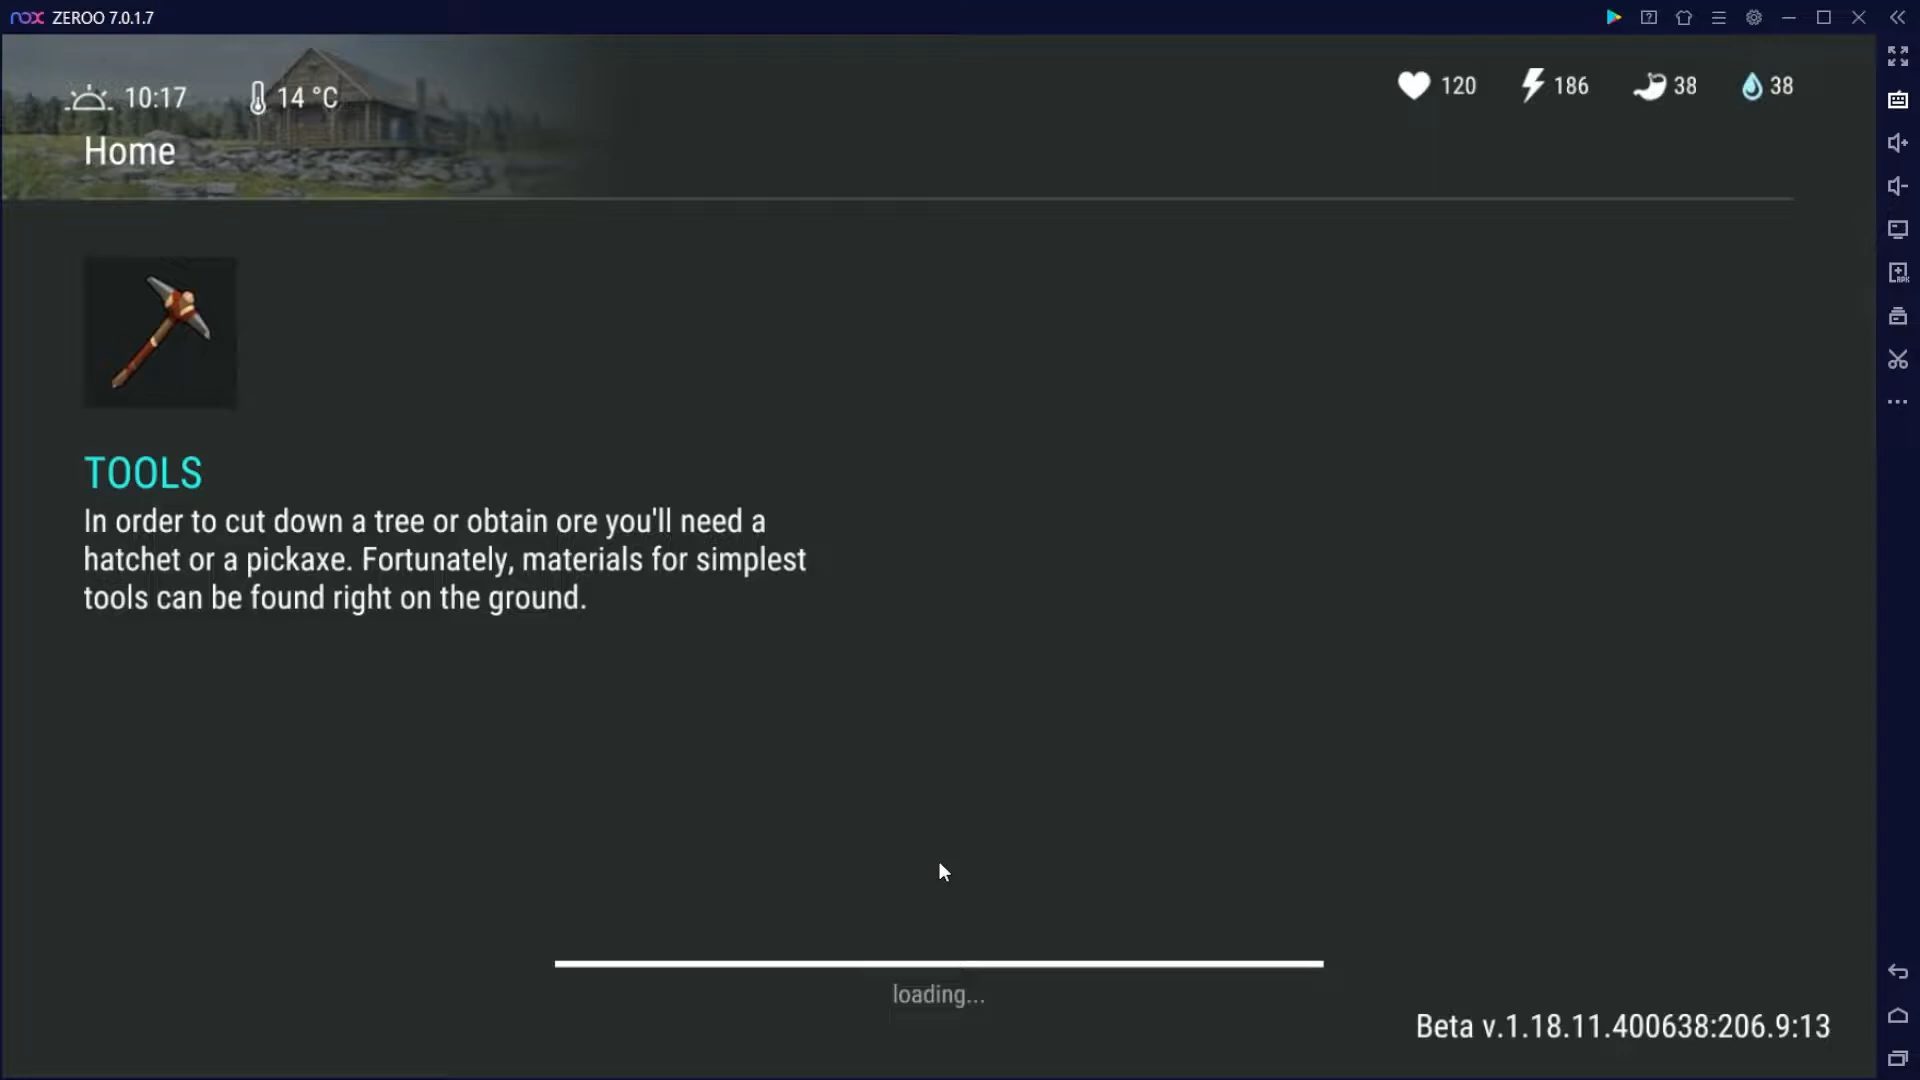 nox ZEROO 7.0.1.7
10:17 14 °C 120 186 38 38
Home
TOOLS
In order to cut down a tree or obtain ore you'll need a
hatchet or a pickaxe. Fortunately, materials for simplest
tools can be found right on the ground.
loading...
Beta v.1.18.11.400638:206.9:13